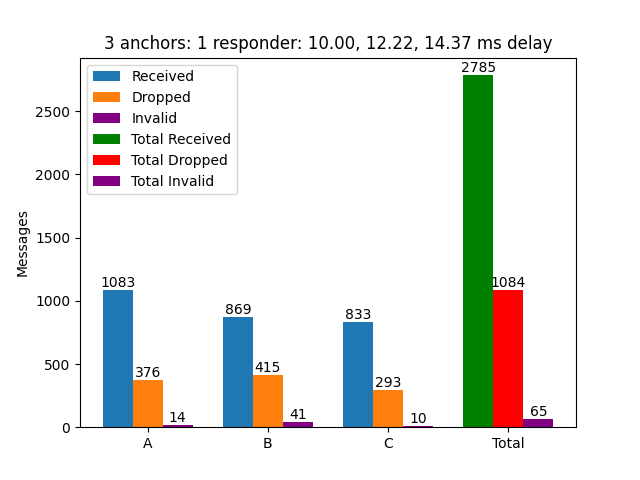 3 anchors: 1 responder: 10.00, 12.22, 14.37 ms delay
Received
Dropped
Invalid
Total Received
Total Dropped
Total Invalid
Messages
2500
2000
1500
1000
500
0
1083
376
14
869
415
41
833
293
10
2785
1084
65
A
B
C
Total